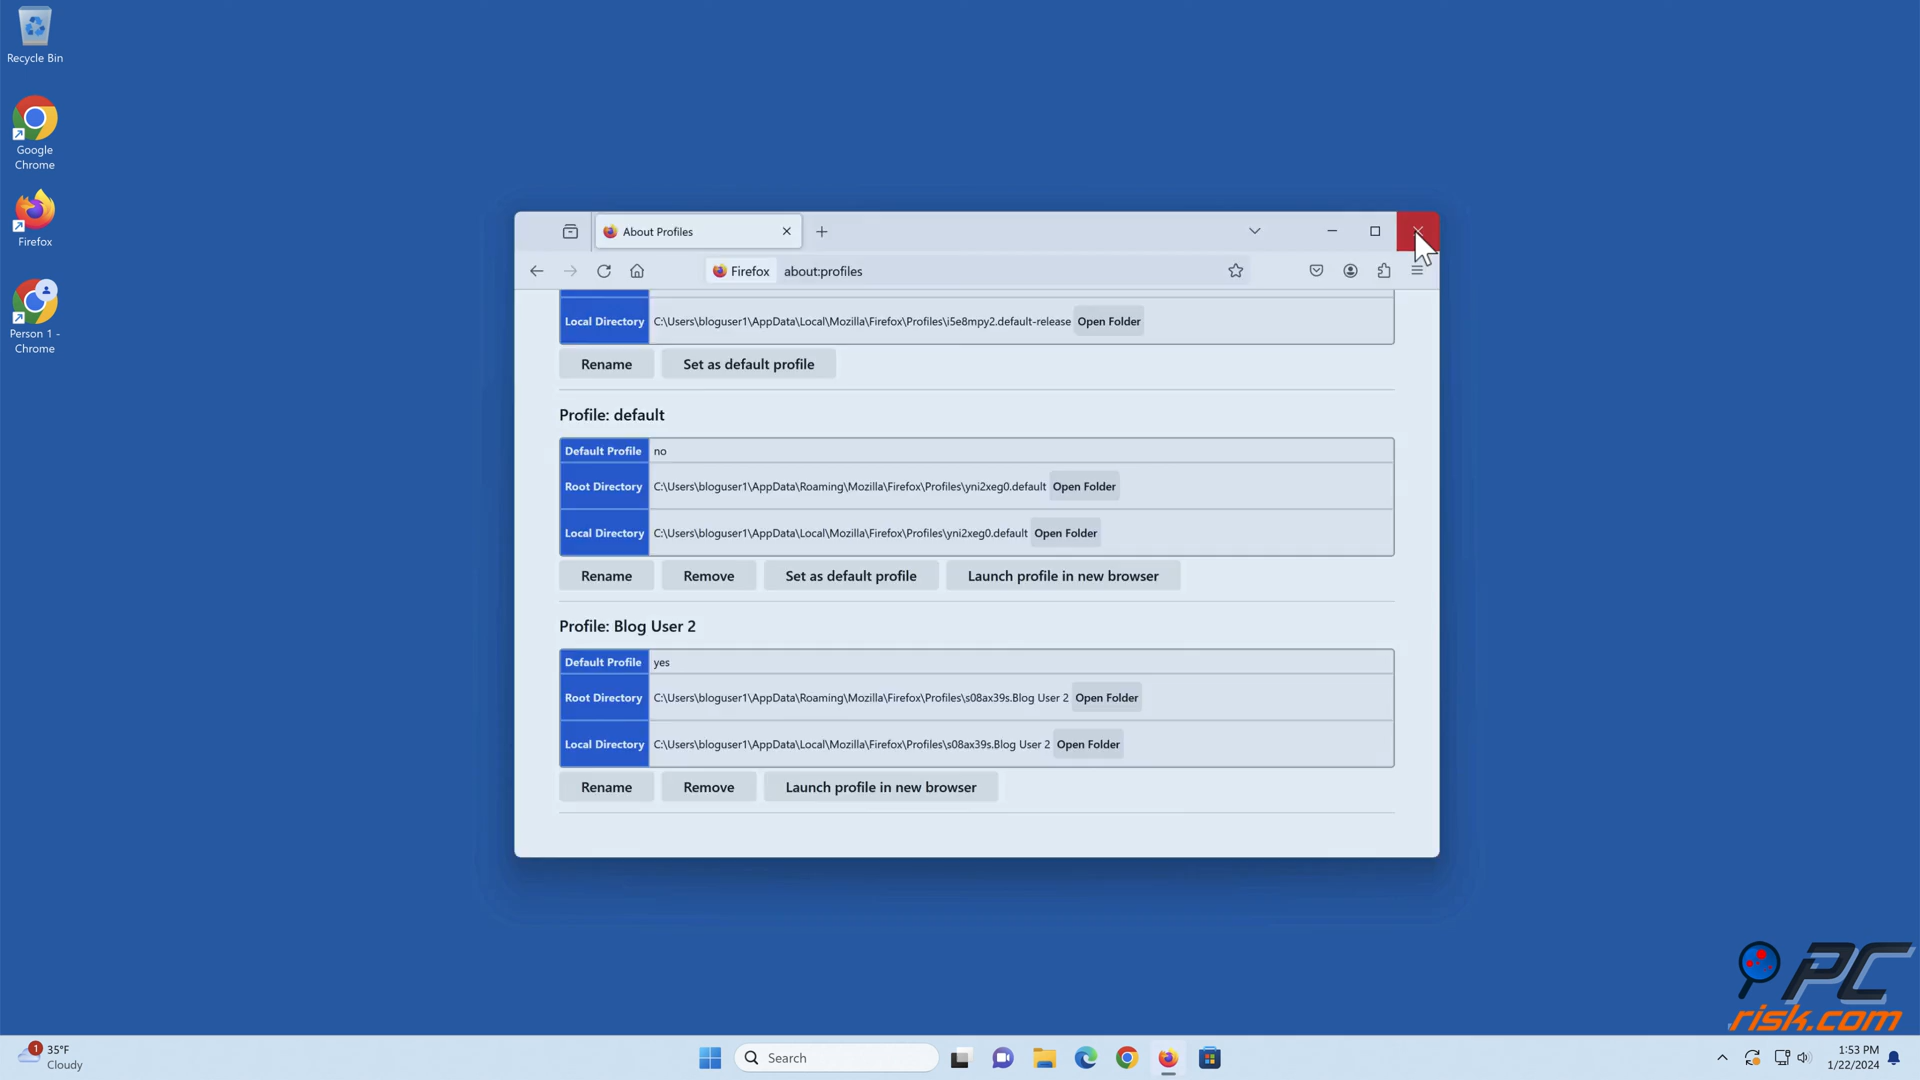 Recycle Bin
Google
Chrome
Firefox
Person 1 -
Chrome
About Profiles
Firefox about:profiles
Local Directory C:\Users\bloguser1\AppData\Local\Mozilla\Firefox\Profiles\i5e8mpy2.default-release Open Folder
Rename Set as default profile
Profile: default
Default Profile no
Root Directory C:\Users\bloguser1\AppData\Roaming\Mozilla\Firefox\Profiles\yni2xeg0.default Open Folder
Local Directory C:\Users\bloguser1\AppData\Local\Mozilla\Firefox\Profiles\yni2xeg0.default Open Folder
Rename Remove Set as default profile Launch profile in new browser
Profile: Blog User 2
Default Profile yes
Root Directory C:\Users\bloguser1\AppData\Roaming\Mozilla\Firefox\Profiles\s08ax39s.Blog User 2 Open Folder
Local Directory C:\Users\bloguser1\AppData\Local\Mozilla\Firefox\Profiles\s08ax39s.Blog User 2 Open Folder
Rename Remove Launch profile in new browser
PC
risk.com
1
35°F
Cloudy
Search
1:53 PM
1/22/2024